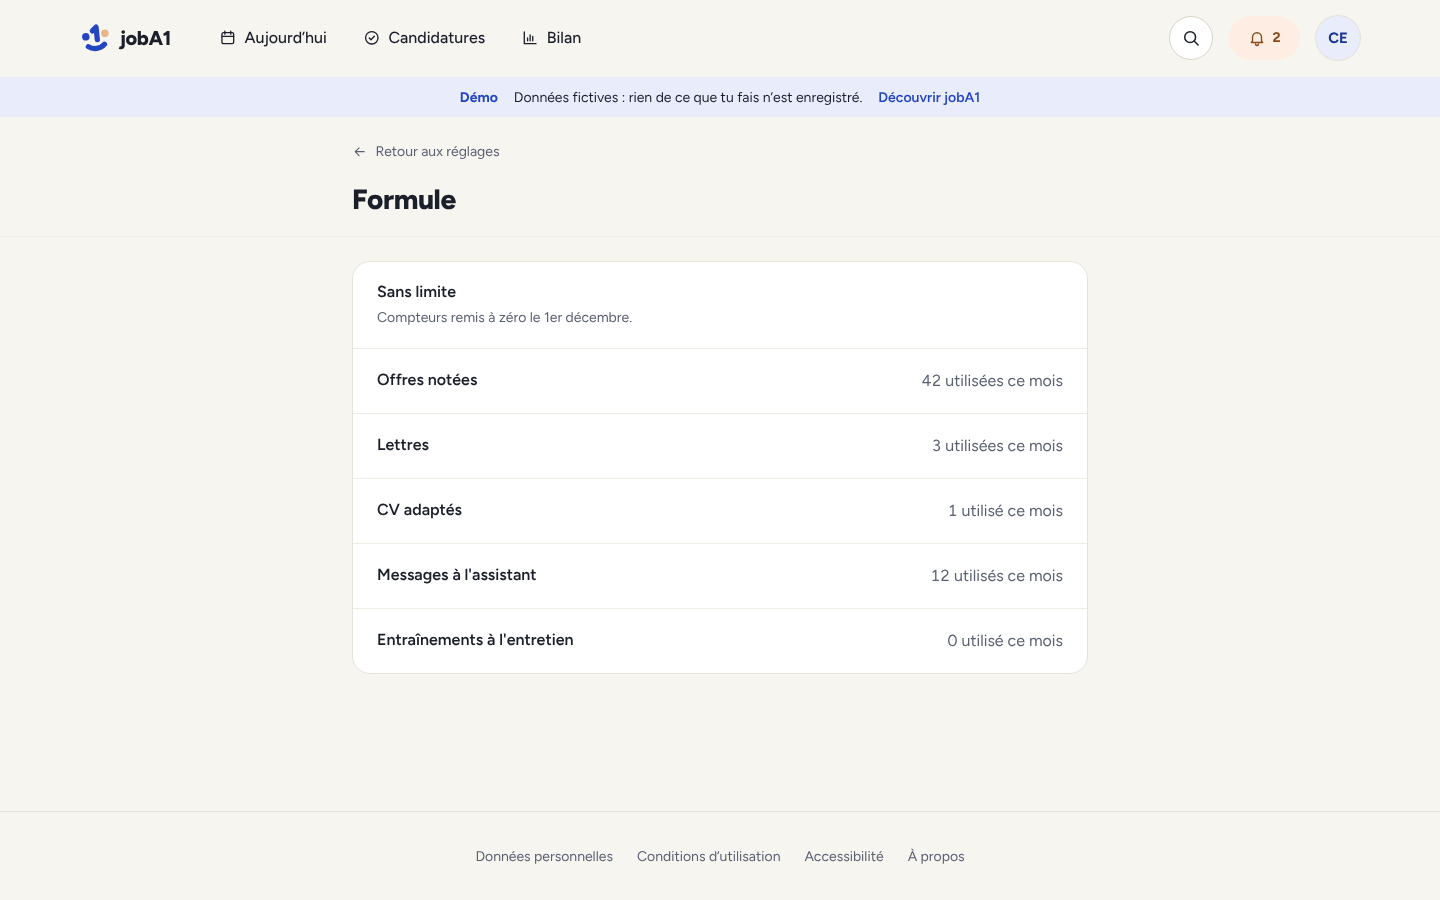 jobA1
Aujourd’hui
Candidatures
Bilan
2
CE
Démo Données fictives : rien de ce que tu fais n’est enregistré. Découvrir jobA1
← Retour aux réglages
Formule
Sans limite
Compteurs remis à zéro le 1er décembre.
Offres notées 42 utilisées ce mois
Lettres 3 utilisées ce mois
CV adaptés 1 utilisé ce mois
Messages à l'assistant 12 utilisés ce mois
Entraînements à l'entretien 0 utilisé ce mois
Données personnelles Conditions d’utilisation Accessibilité À propos